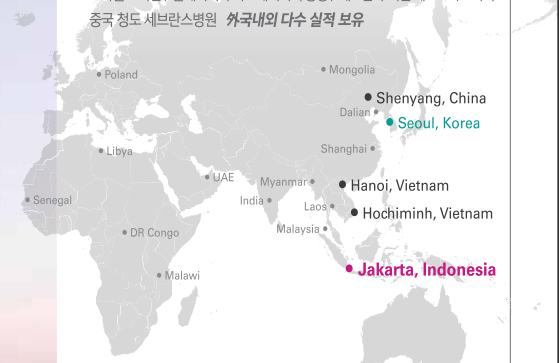 중국 청도 세브란스병원 外국내외 다수 실적 보유
Poland
Mongolia
Shenyang, China
Dalian
Seoul, Korea
Shanghai
Libya
UAE
Myanmar
Hanoi, Vietnam
Senegal
India
Laos
Hochiminh, Vietnam
DR Congo
Malaysia
Malawi
Jakarta, Indonesia